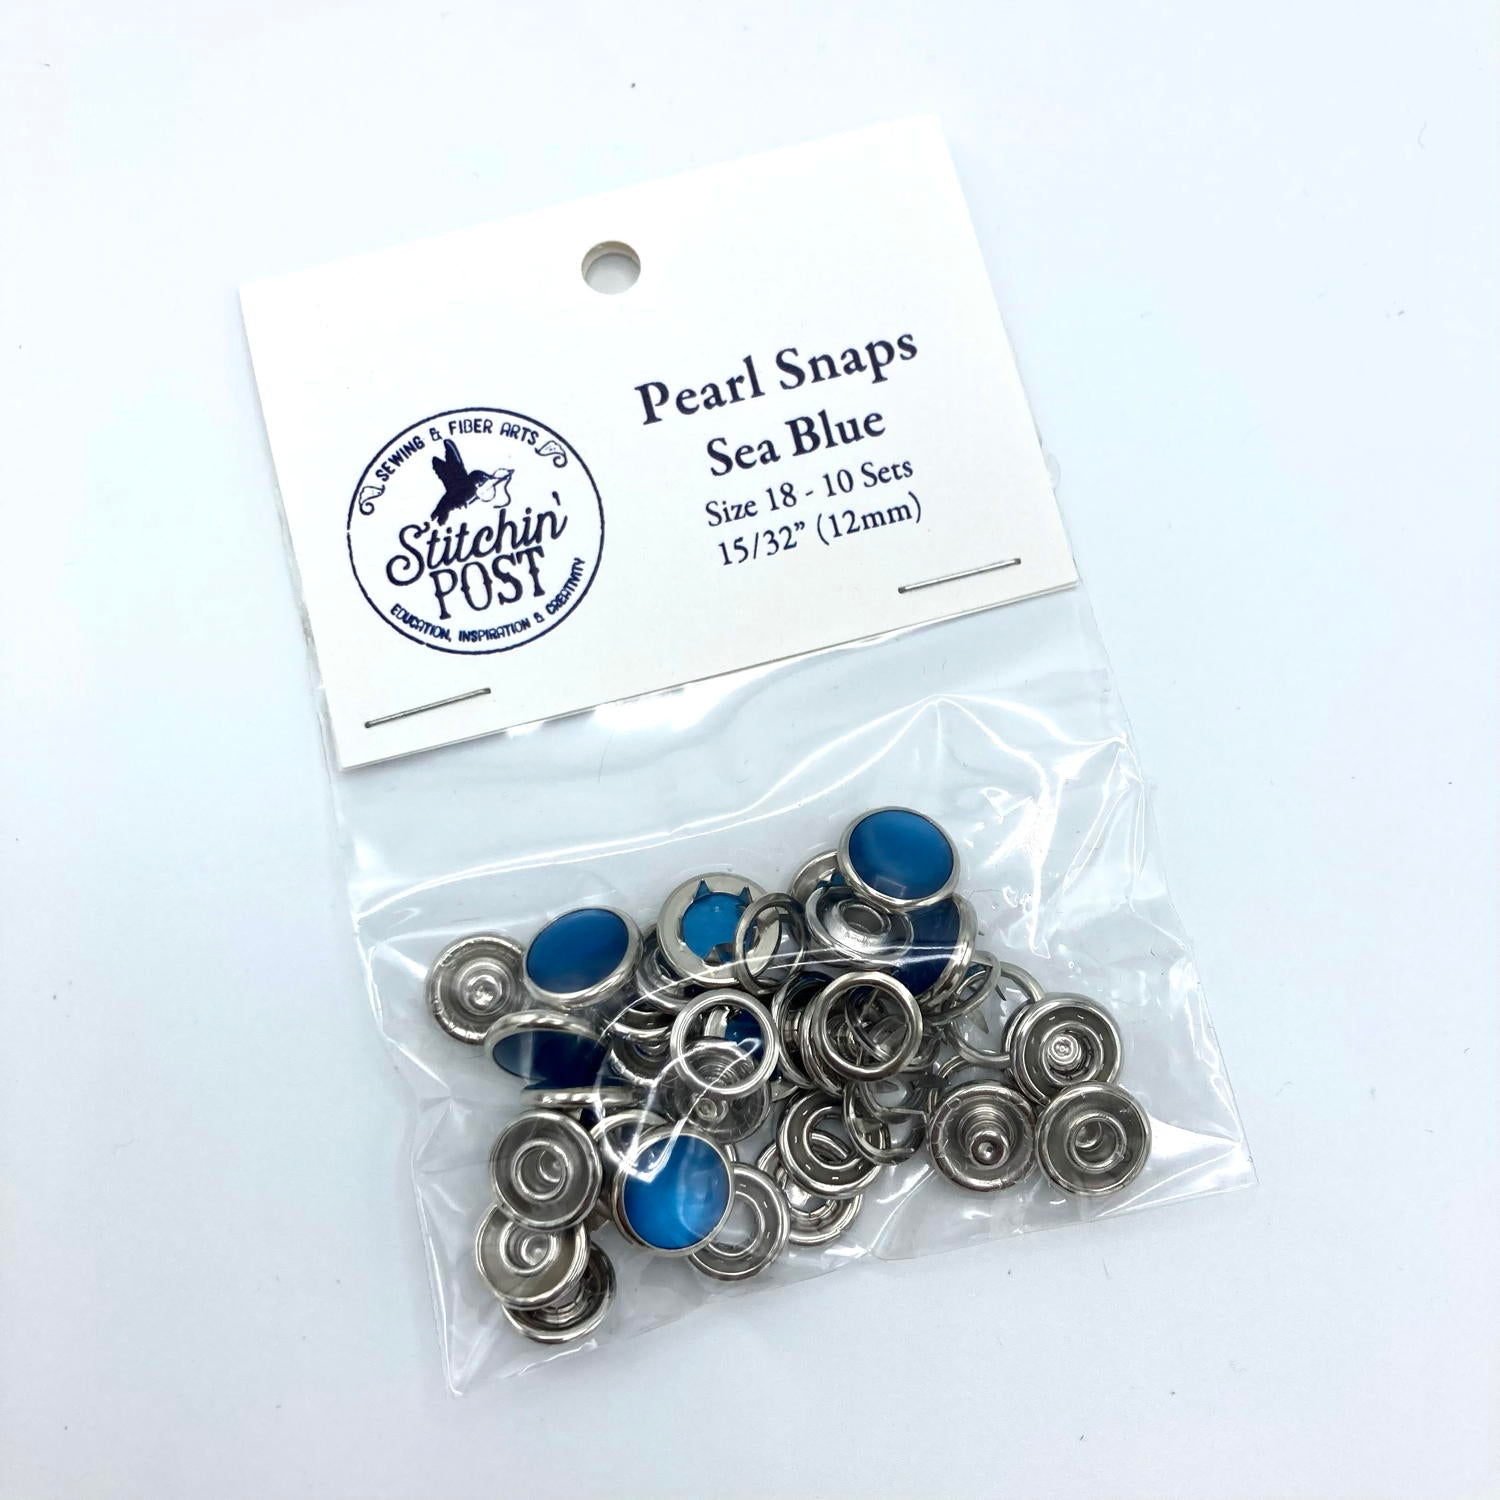 SEWING & FIBER ARTS
Stitchin'
POST
EDUCATION, INSPIRATION & CREATIVITY
Pearl Snaps
Sea Blue
Size 18 - 10 Sets
15/32” (12mm)